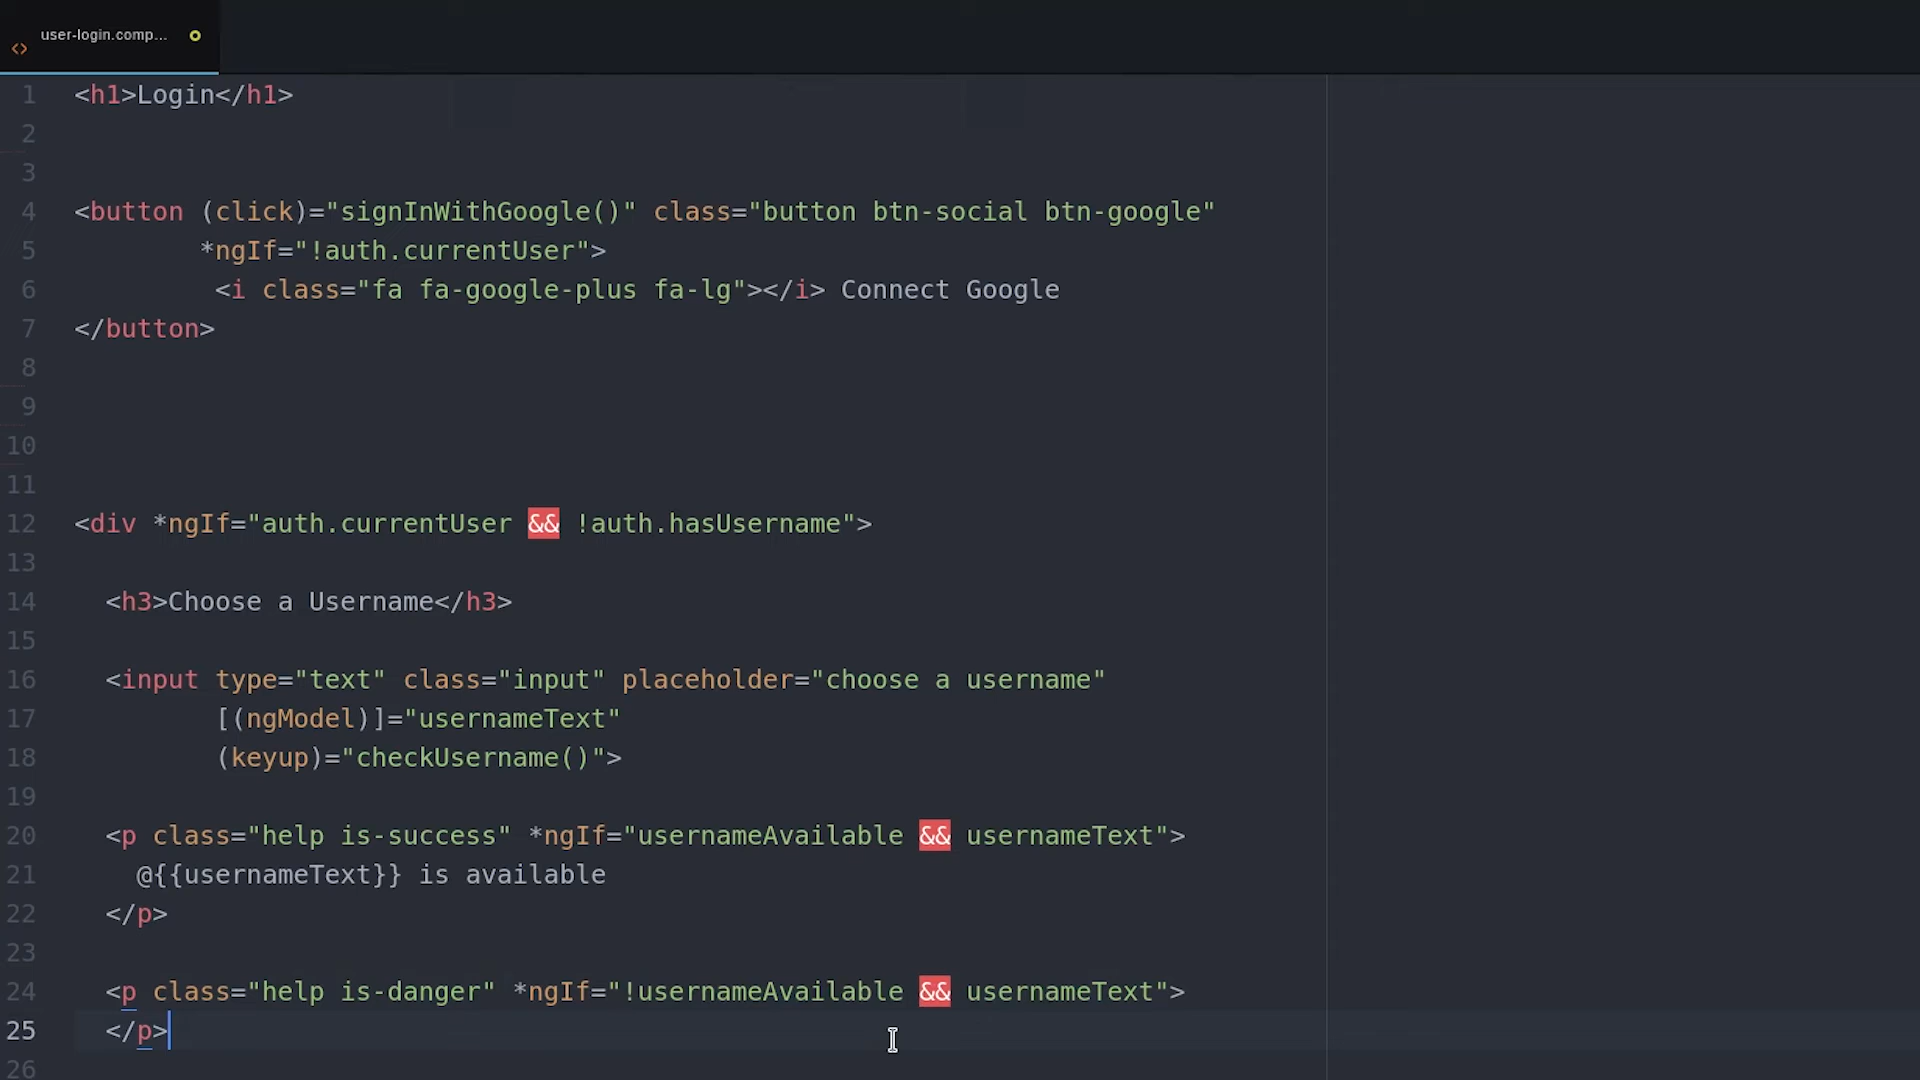 user-login.comp...
1 <h1>Login</h1>
2
3
4 <button (click)="signInWithGoogle()" class="button btn-social btn-google"
5         *ngIf="!auth.currentUser">
6          <i class="fa fa-google-plus fa-lg"></i> Connect Google
7 </button>
8
9
10
11
12 <div *ngIf="auth.currentUser && !auth.hasUsername">
13
14   <h3>Choose a Username</h3>
15
16   <input type="text" class="input" placeholder="choose a username"
17          [(ngModel)]="usernameText"
18          (keyup)="checkUsername()">
19
20   <p class="help is-success" *ngIf="usernameAvailable && usernameText">
21     @{{usernameText}} is available
22   </p>
23
24   <p class="help is-danger" *ngIf="!usernameAvailable && usernameText">
25   </p>
26